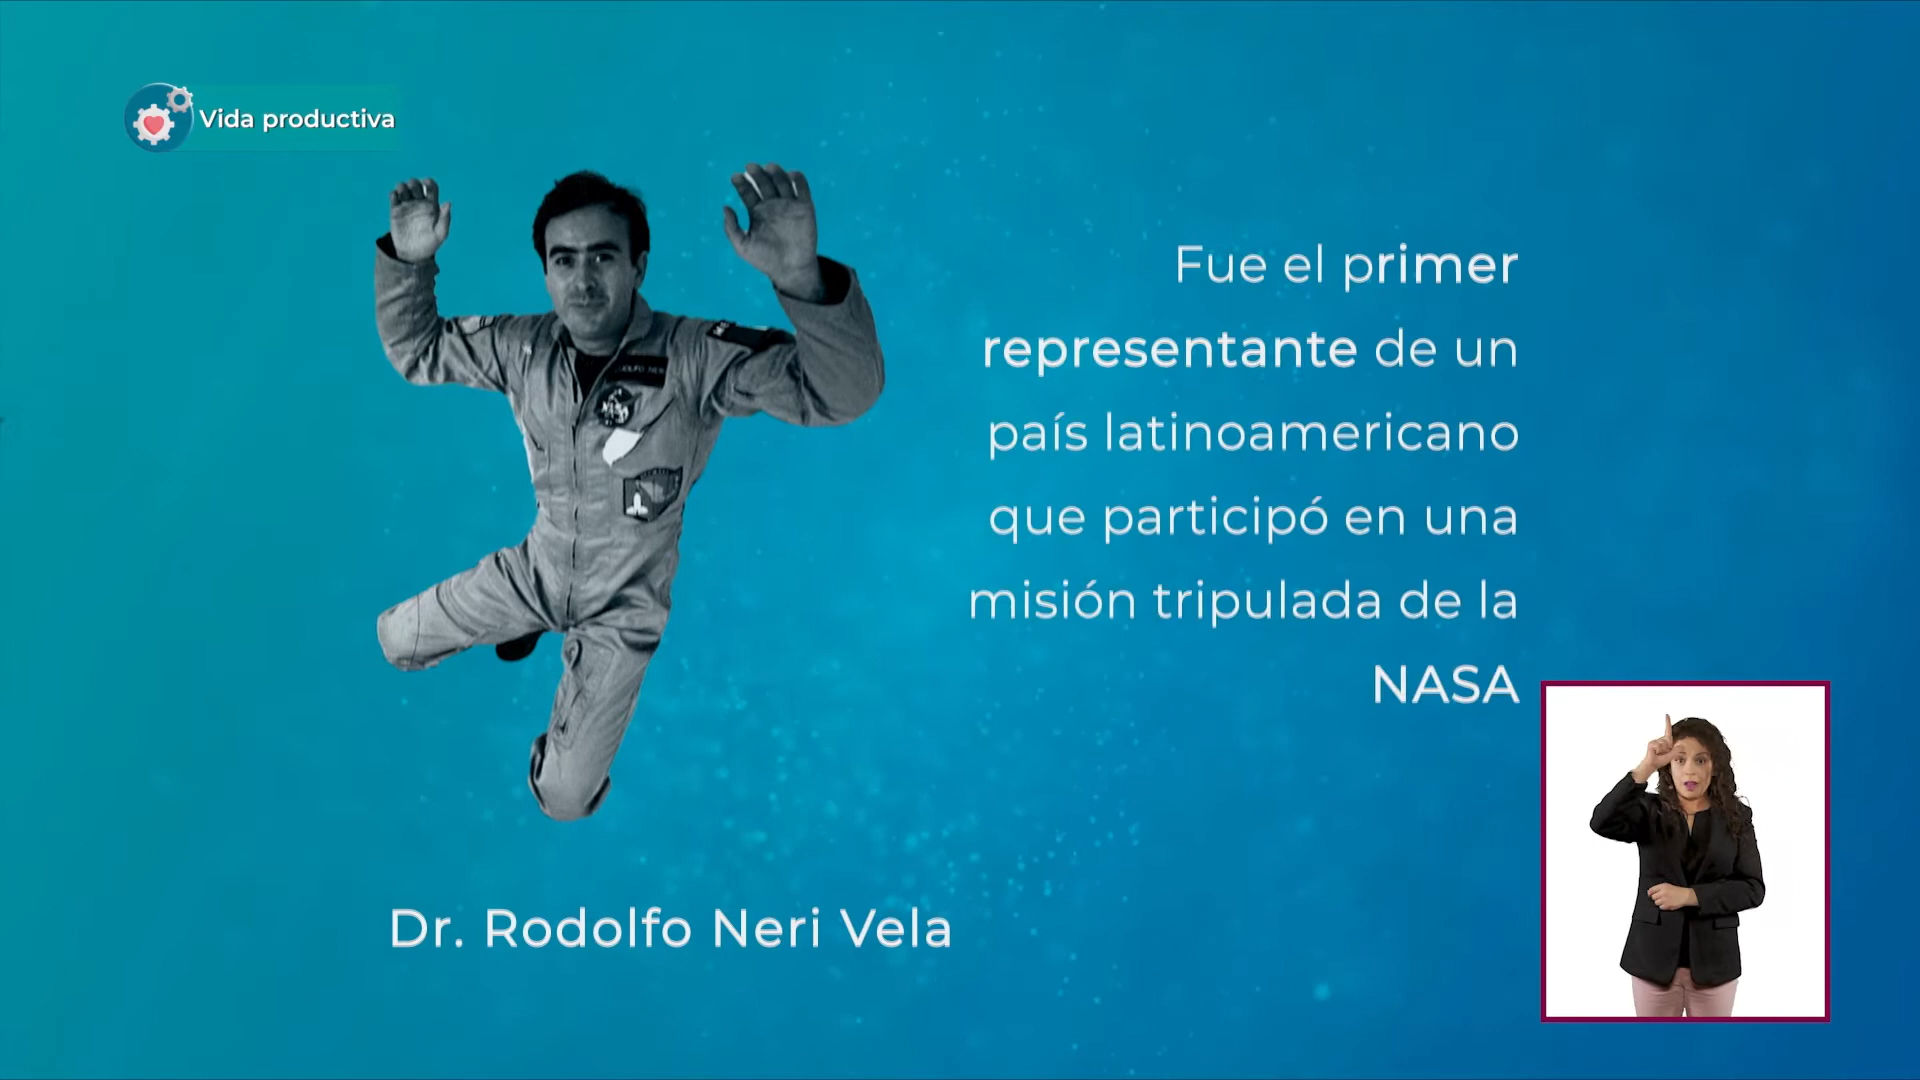 Vida productiva
Fue el primer
representante de un
país latinoamericano
que participó en una
misión tripulada de la
NASA
Dr. Rodolfo Neri Vela